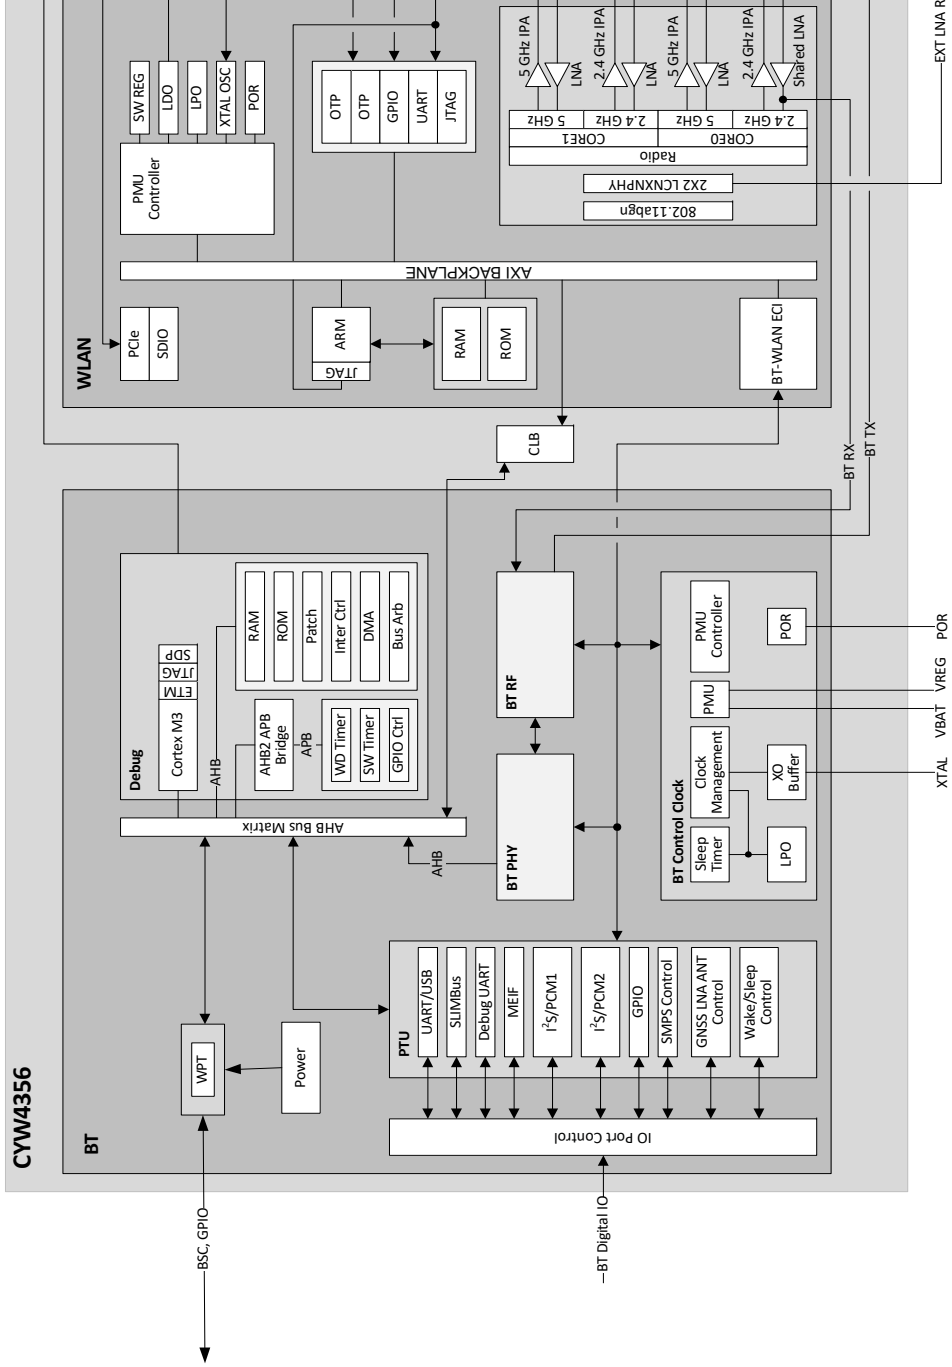 CYW4356
WLAN
SW REG
LDO
LPO
XTAL OSC
POR
PMU
Controller
OTP
OTP
GPIO
UART
JTAG
5 GHz IPA
LNA
2.4 GHz IPA
LNA
5 GHz IPA
LNA
2.4 GHz IPA
Shared LNA
5 GHz
2.4 GHz
5 GHz
2.4 GHz
CORE1
CORE0
Radio
2X2 LCNXNPHY
802.11abgn
EXT LNA R
AXI BACKPLANE
PCIe
SDIO
ARM
JTAG
RAM
ROM
BT-WLAN ECI
CLB
BT RX
BT TX
BT
Debug
Cortex M3
ETM
JTAG
SDP
AHB
RAM
ROM
Patch
Inter Ctrl
DMA
Bus Arb
AHB2 APB
Bridge
APB
WD Timer
SW Timer
GPIO Ctrl
AHB Bus Matrix
AHB
BT RF
BT PHY
BT Control Clock
PMU
Controller
POR
PMU
Clock
Management
XO
Buffer
Sleep
Timer
LPO
POR
VREG
VBAT
XTAL
WPT
Power
PTU
UART/USB
SLIMBus
Debug UART
MEIF
I²S/PCM1
I²S/PCM2
GPIO
SMPS Control
GNSS LNA ANT
Control
Wake/Sleep
Control
IO Port Control
BSC, GPIO
BT Digital IO